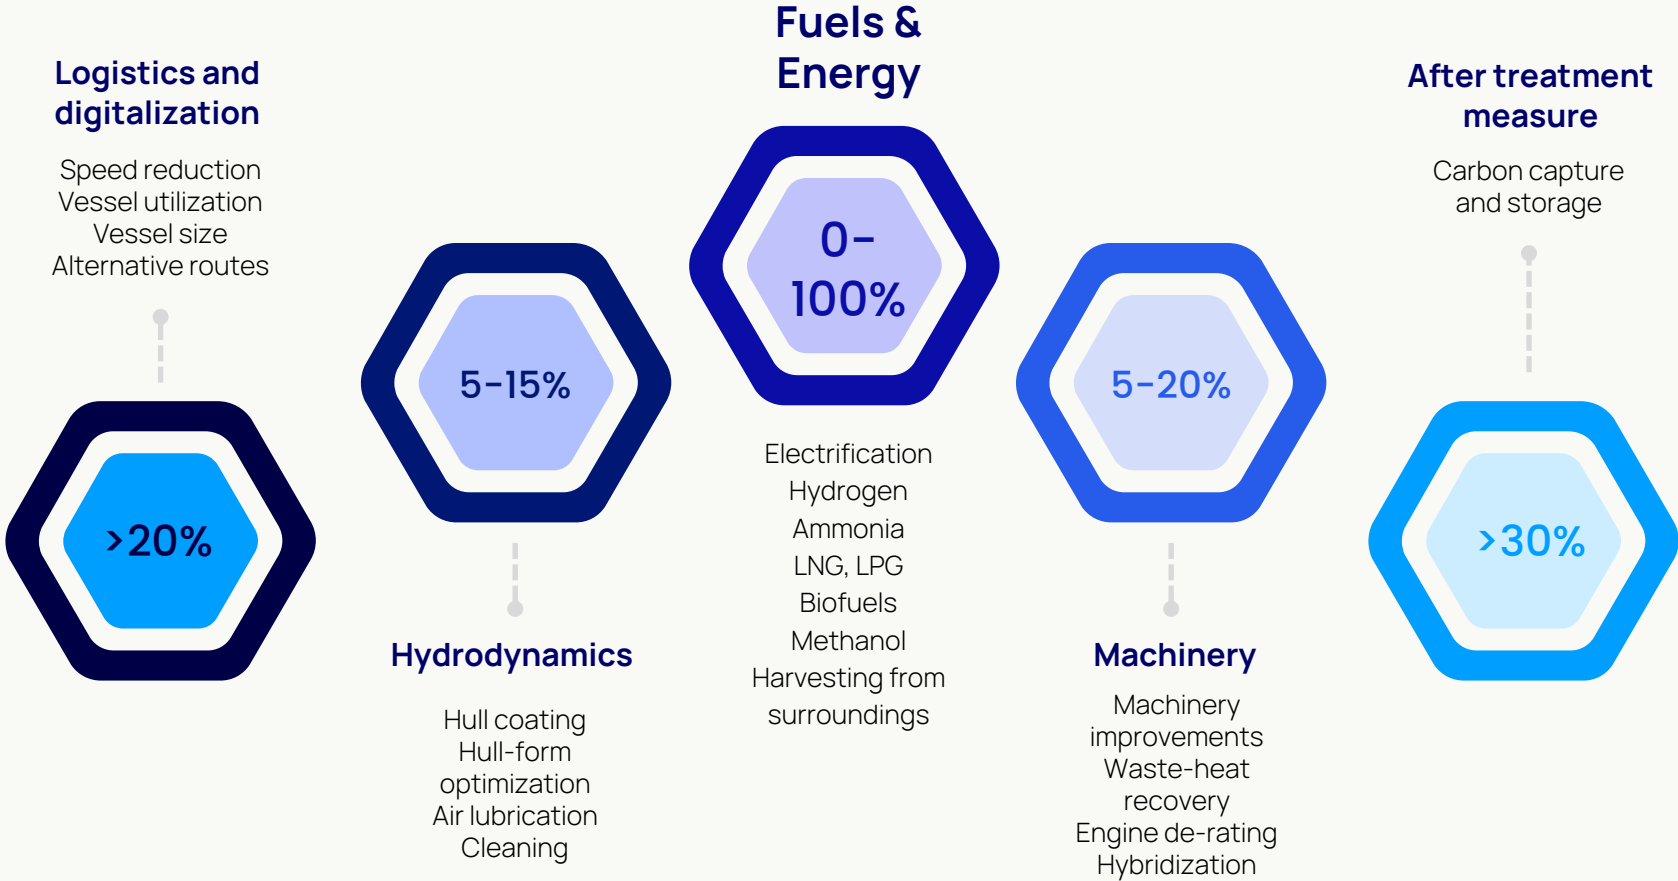 Logistics and
digitalization
Speed reduction
Vessel utilization
Vessel size
Alternative routes
>20%
5-15%
Hydrodynamics
Hull coating
Hull-form
optimization
Air lubrication
Cleaning
Fuels &
Energy
0-
100%
Electrification
Hydrogen
Ammonia
LNG, LPG
Biofuels
Methanol
Harvesting from
surroundings
5-20%
Machinery
Machinery
improvements
Waste-heat
recovery
Engine de-rating
Hybridization
After treatment
measure
Carbon capture
and storage
>30%